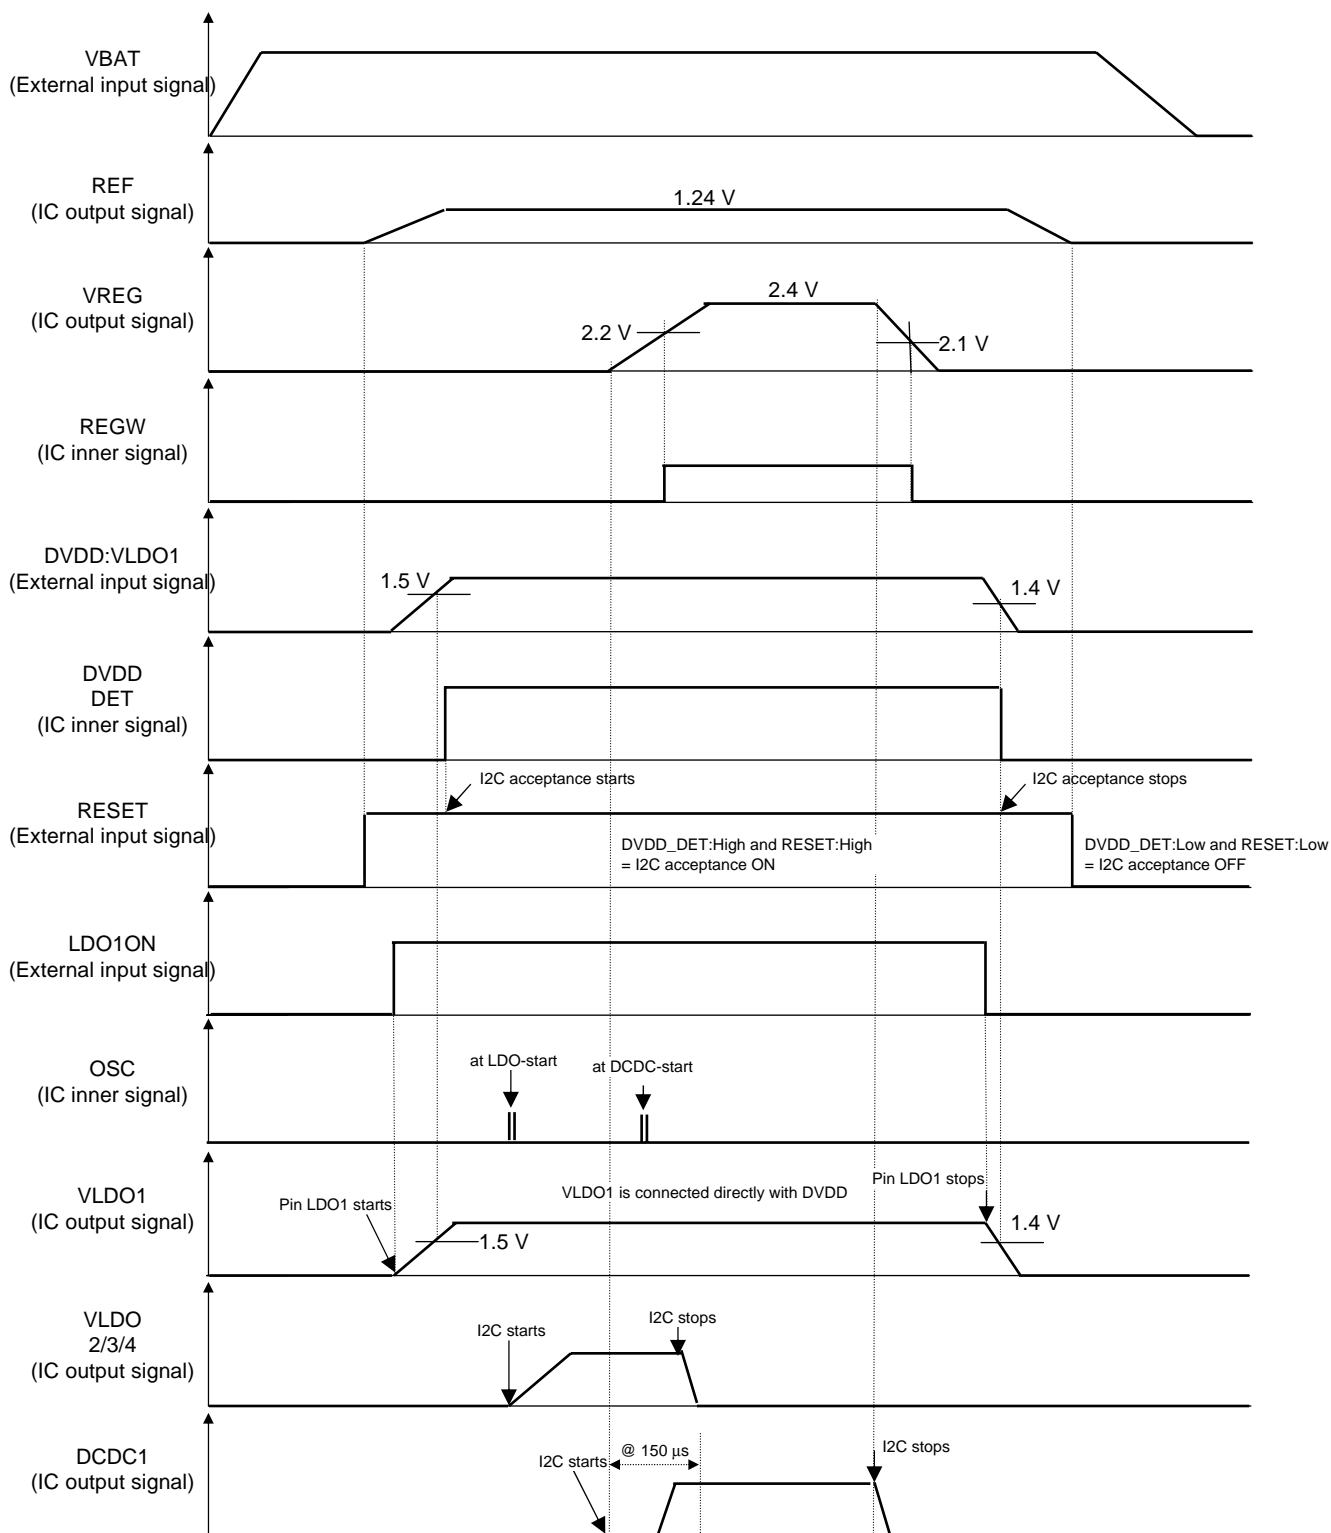 VBAT
(External input signal)
REF
(IC output signal)
1.24 V
VREG
(IC output signal)
2.4 V
2.2 V
2.1 V
REGW
(IC inner signal)
DVDD:VLDO1
(External input signal)
1.5 V
1.4 V
DVDD
DET
(IC inner signal)
I2C acceptance starts
I2C acceptance stops
RESET
(External input signal)
DVDD_DET:High and RESET:High
= I2C acceptance ON
DVDD_DET:Low and RESET:Low
= I2C acceptance OFF
LDO1ON
(External input signal)
OSC
(IC inner signal)
at LDO-start
at DCDC-start
VLDO1
(IC output signal)
Pin LDO1 starts
VLDO1 is connected directly with DVDD
Pin LDO1 stops
1.5 V
1.4 V
VLDO
2/3/4
(IC output signal)
I2C starts
I2C stops
DCDC1
(IC output signal)
I2C starts
@ 150 μs
I2C stops